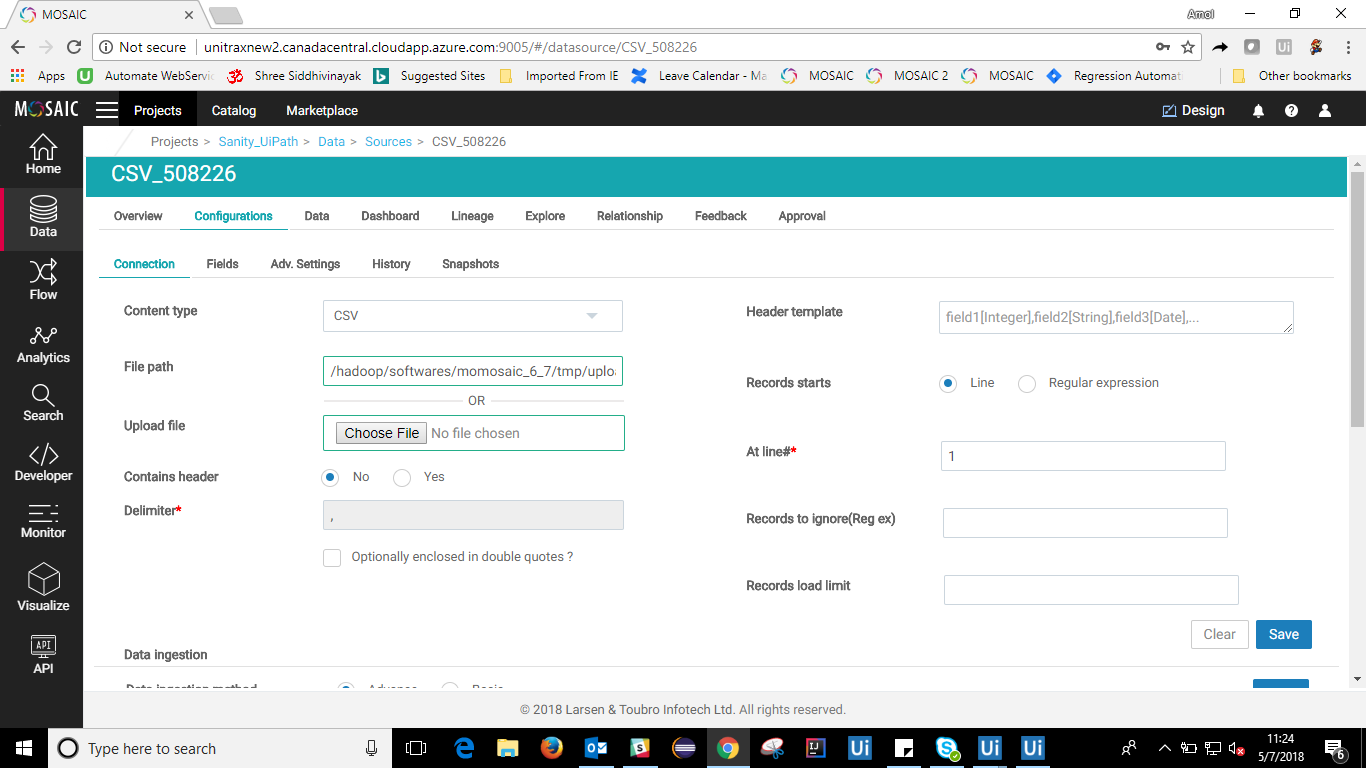 MOSAIC
Amol
Not secure unitraxnew2.canadacentral.cloudapp.azure.com:9005/#/datasource/CSV_508226
Apps Automate WebServic Shree Siddhivinayak Suggested Sites Imported From IE Leave Calendar - Ma MOSAIC MOSAIC 2 MOSAIC Regression Automat Other bookmarks
MOSAIC Projects Catalog Marketplace Design
Projects > Sanity_UiPath > Data > Sources > CSV_508226
Home
Data
Flow
Analytics
Search
Developer
Monitor
Visualize
API
API
CSV_508226
Overview Configurations Data Dashboard Lineage Explore Relationship Feedback Approval
Connection Fields Adv. Settings History Snapshots
Content type CSV
File path /hadoop/softwares/momosaic_6_7/tmp/uplo
OR
Upload file Choose File No file chosen
Contains header No Yes
Delimiter* ,
Optionally enclosed in double quotes ?
Header template field1[Integer],field2[String],field3[Date],...
Records starts Line Regular expression
At line#* 1
Records to ignore(Reg ex)
Records load limit
Clear Save
Data ingestion
Data ingestion method Advance Basic
© 2018 Larsen & Toubro Infotech Ltd. All rights reserved.
Type here to search
11:24
5/7/2018
6